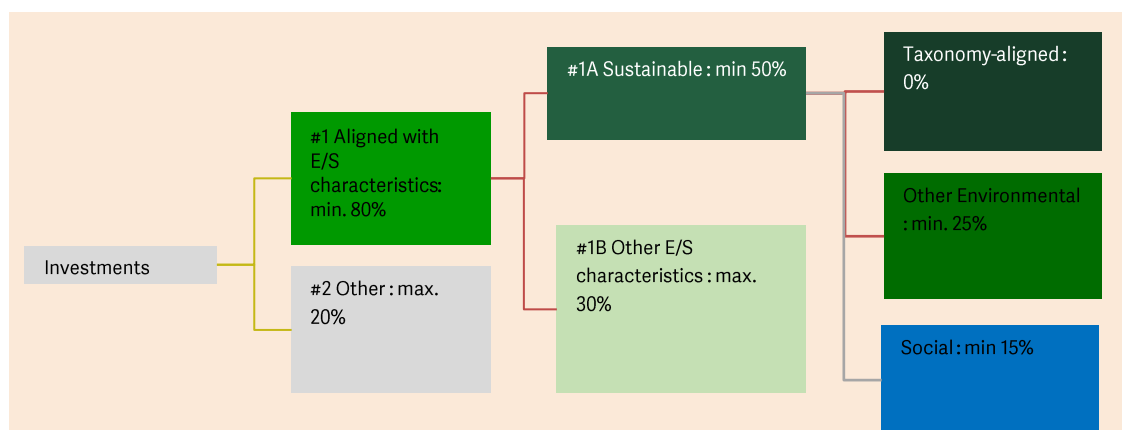 Investments
#1 Aligned with
E/S
characteristics:
min. 80%
#2 Other : max.
20%
#1A Sustainable : min 50%
#1B Other E/S
characteristics : max.
30%
Taxonomy-aligned :
0%
Other Environmental
: min. 25%
Social : min 15%